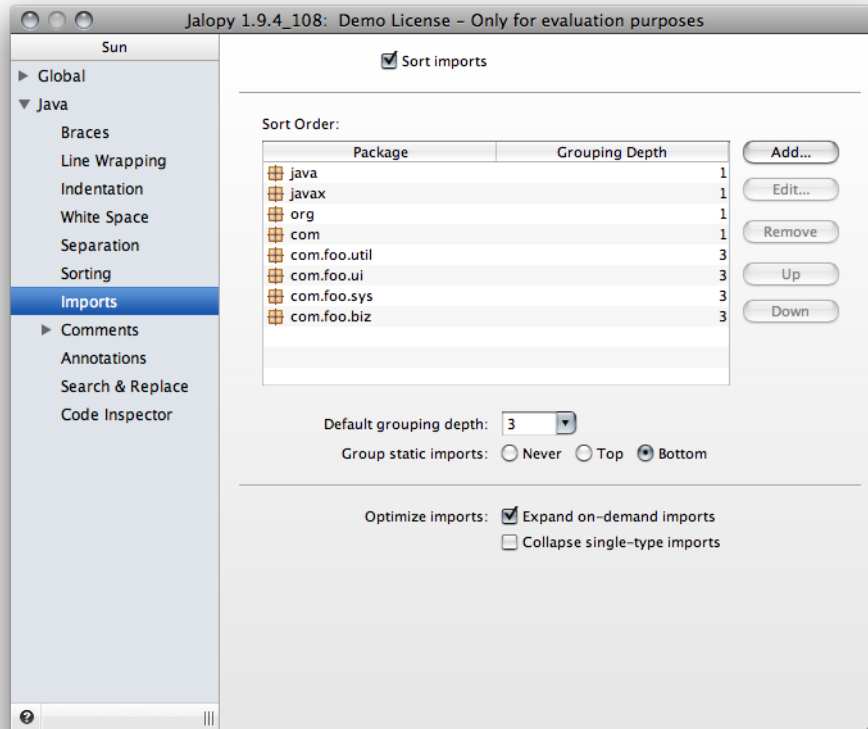 Jalopy 1.9.4_108: Demo License – Only for evaluation purposes
Sun
Global
Java
Braces
Line Wrapping
Indentation
White Space
Separation
Sorting
Imports
Comments
Annotations
Search & Replace
Code Inspector
Sort imports
Sort Order:
Package Grouping Depth
java 1
javax 1
org 1
com 1
com.foo.util 3
com.foo.ui 3
com.foo.sys 3
com.foo.biz 3
Add...
Edit...
Remove
Up
Down
Default grouping depth: 3
Group static imports: Never Top Bottom
Optimize imports: Expand on-demand imports
Collapse single-type imports
?